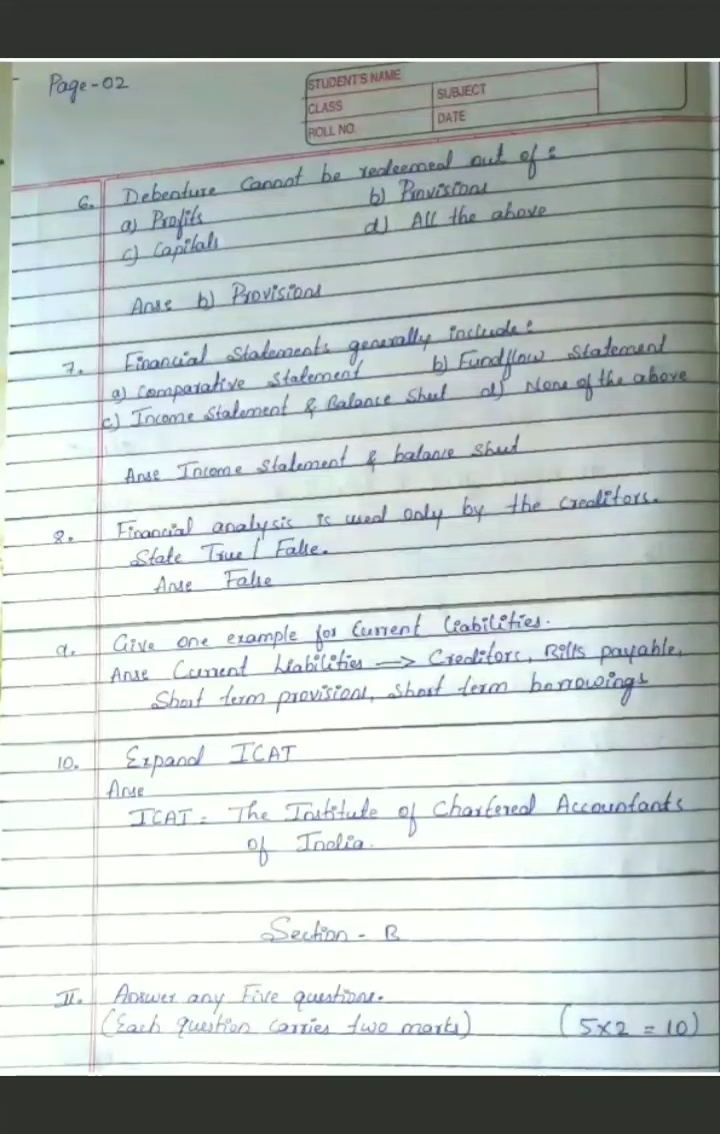 Page-02
STUDENT'S NAME
CLASS
SUBJECT
ROLL NO.
DATE
6. Debenture Cannot be redeemed out of :
a) Profits b) Provisions
c) Capitals d) All the above
Ans: b) Provisions
7. Financial Statements generally include :
a) Comparative Statement b) Fundflow Statement
c) Income Statement & Balance Sheet d) None of the above
Ans: Income Statement & balance sheet
8. Financial analysis is used only by the creditors.
State True / False.
Ans: False
9. Give one example for Current liabilities.
Ans: Current Liabilities → Creditors, Bills payable,
Short term provisions, short term borrowings
10. Expand ICAI
Ans:
ICAI = The Institute of Chartered Accountants
of India.
Section - B
II. Answer any Five questions.
(Each question carries two marks) (5×2 = 10)